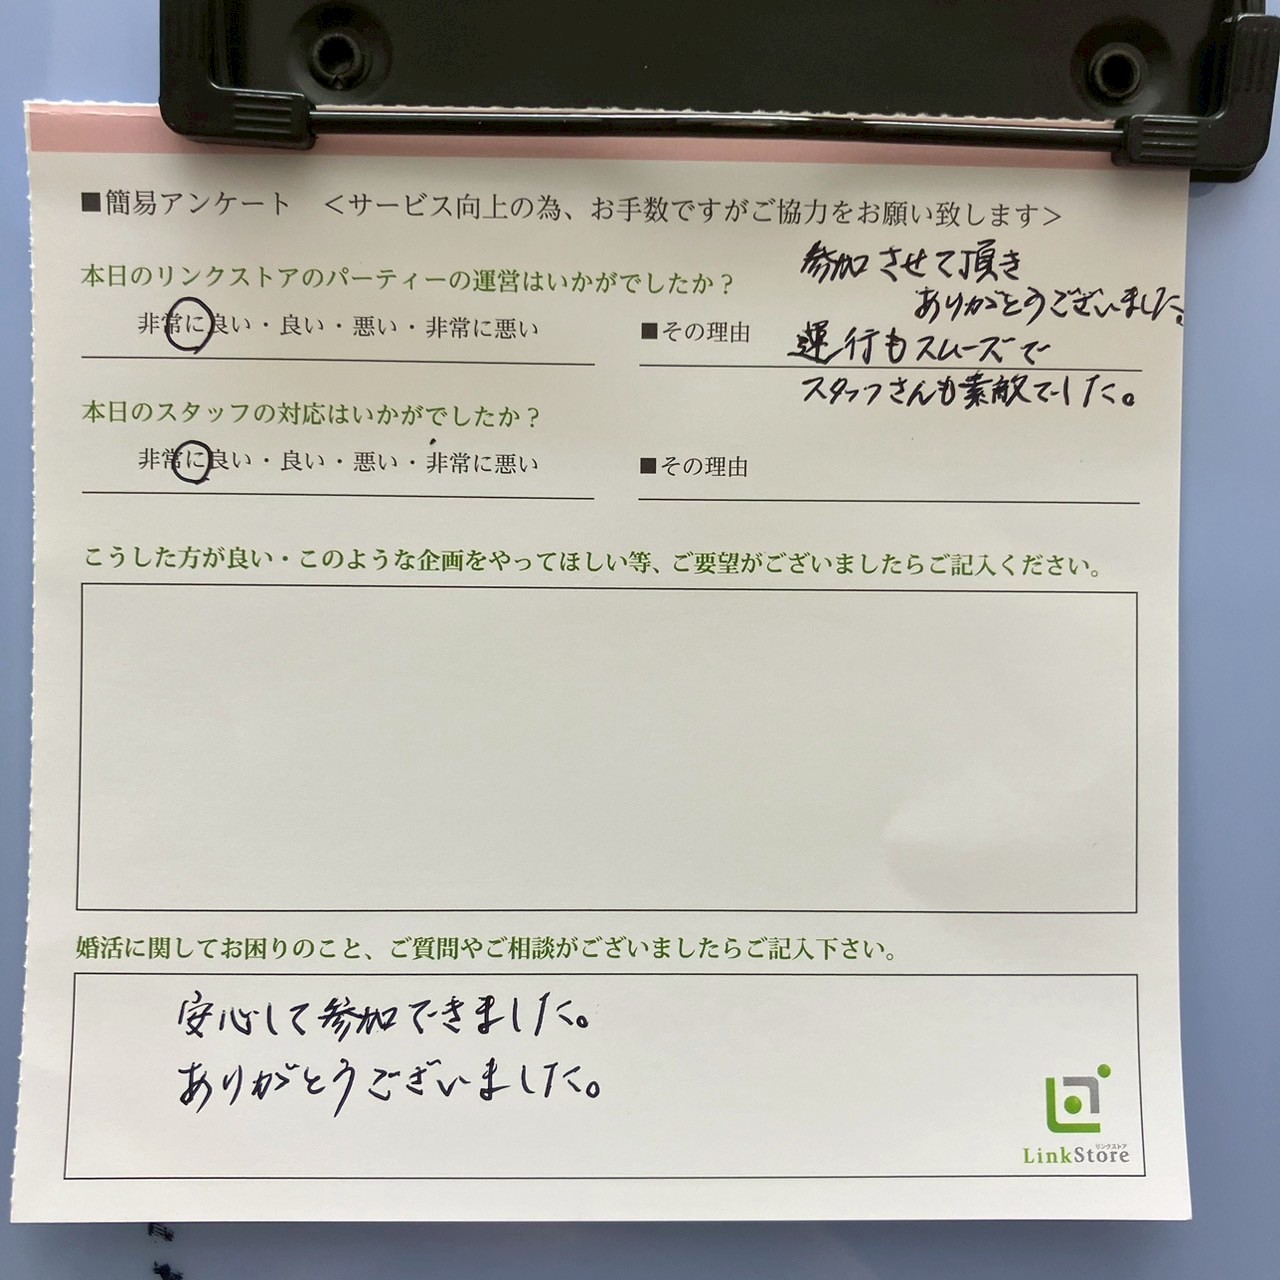 ■簡易アンケート　＜サービス向上の為、お手数ですがご協力をお願い致します＞
本日のリンクストアのパーティーの運営はいかがでしたか？
非常に良い・良い・悪い・非常に悪い
■その理由
参加させて頂き
ありがとうございました。
運行もスムーズで
スタッフさんも素敵でした。
本日のスタッフの対応はいかがでしたか？
非常に良い・良い・悪い・非常に悪い
■その理由
こうした方が良い・このような企画をやってほしい等、ご要望がございましたらご記入ください。
婚活に関してお困りのこと、ご質問やご相談がございましたらご記入下さい。
安心して参加できました。
ありがとうございました。
リンクストア
LinkStore